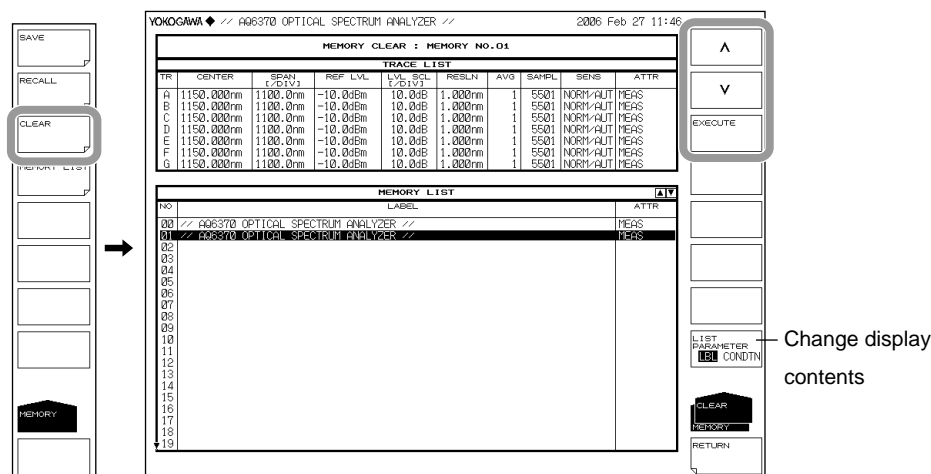 SAVE
RECALL
CLEAR
MEMORY LIST
MEMORY
YOKOGAWA ◆ // AQ6370 OPTICAL SPECTRUM ANALYZER // 2006 Feb 27 11:46
MEMORY CLEAR : MEMORY NO.01
TRACE LIST
TR CENTER SPAN [/DIV] REF LVL LVL SCL [/DIV] RESLN AVG SAMPL SENS ATTR
A 1150.000nm 1100.0nm -10.0dBm 10.0dB 1.000nm 1 5501 NORM/AUT MEAS
B 1150.000nm 1100.0nm -10.0dBm 10.0dB 1.000nm 1 5501 NORM/AUT MEAS
C 1150.000nm 1100.0nm -10.0dBm 10.0dB 1.000nm 1 5501 NORM/AUT MEAS
D 1150.000nm 1100.0nm -10.0dBm 10.0dB 1.000nm 1 5501 NORM/AUT MEAS
E 1150.000nm 1100.0nm -10.0dBm 10.0dB 1.000nm 1 5501 NORM/AUT MEAS
F 1150.000nm 1100.0nm -10.0dBm 10.0dB 1.000nm 1 5501 NORM/AUT MEAS
G 1150.000nm 1100.0nm -10.0dBm 10.0dB 1.000nm 1 5501 NORM/AUT MEAS
MEMORY LIST
NO LABEL ATTR
00 // AQ6370 OPTICAL SPECTRUM ANALYZER // MEAS
01 // AQ6370 OPTICAL SPECTRUM ANALYZER // MEAS
02
03
04
05
06
07
08
09
10
11
12
13
14
15
16
17
18
19
EXECUTE
LIST
PARAMETER
LBL CONDTN
Change display
contents
CLEAR
MEMORY
RETURN